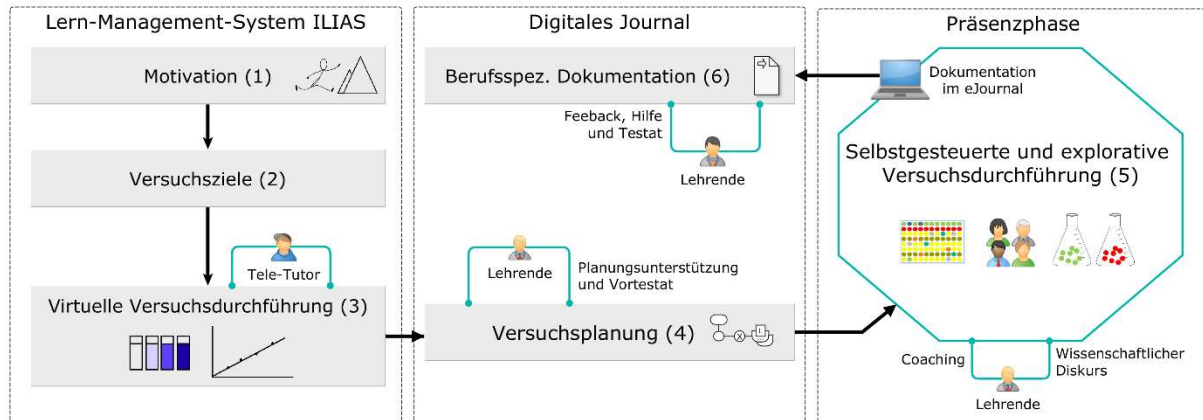 Lern-Management-System ILIAS
Motivation (1)
Versuchsziele (2)
Tele-Tutor
Virtuelle Versuchsdurchführung (3)
Digitales Journal
Berufsspez. Dokumentation (6)
Feeback, Hilfe
und Testat
Lehrende
Lehrende
Planungsunterstützung
und Vortestat
Versuchsplanung (4)
Präsenzphase
Dokumentation
im eJournal
Selbstgesteuerte und explorative
Versuchsdurchführung (5)
Coaching
Wissenschaftlicher
Diskurs
Lehrende